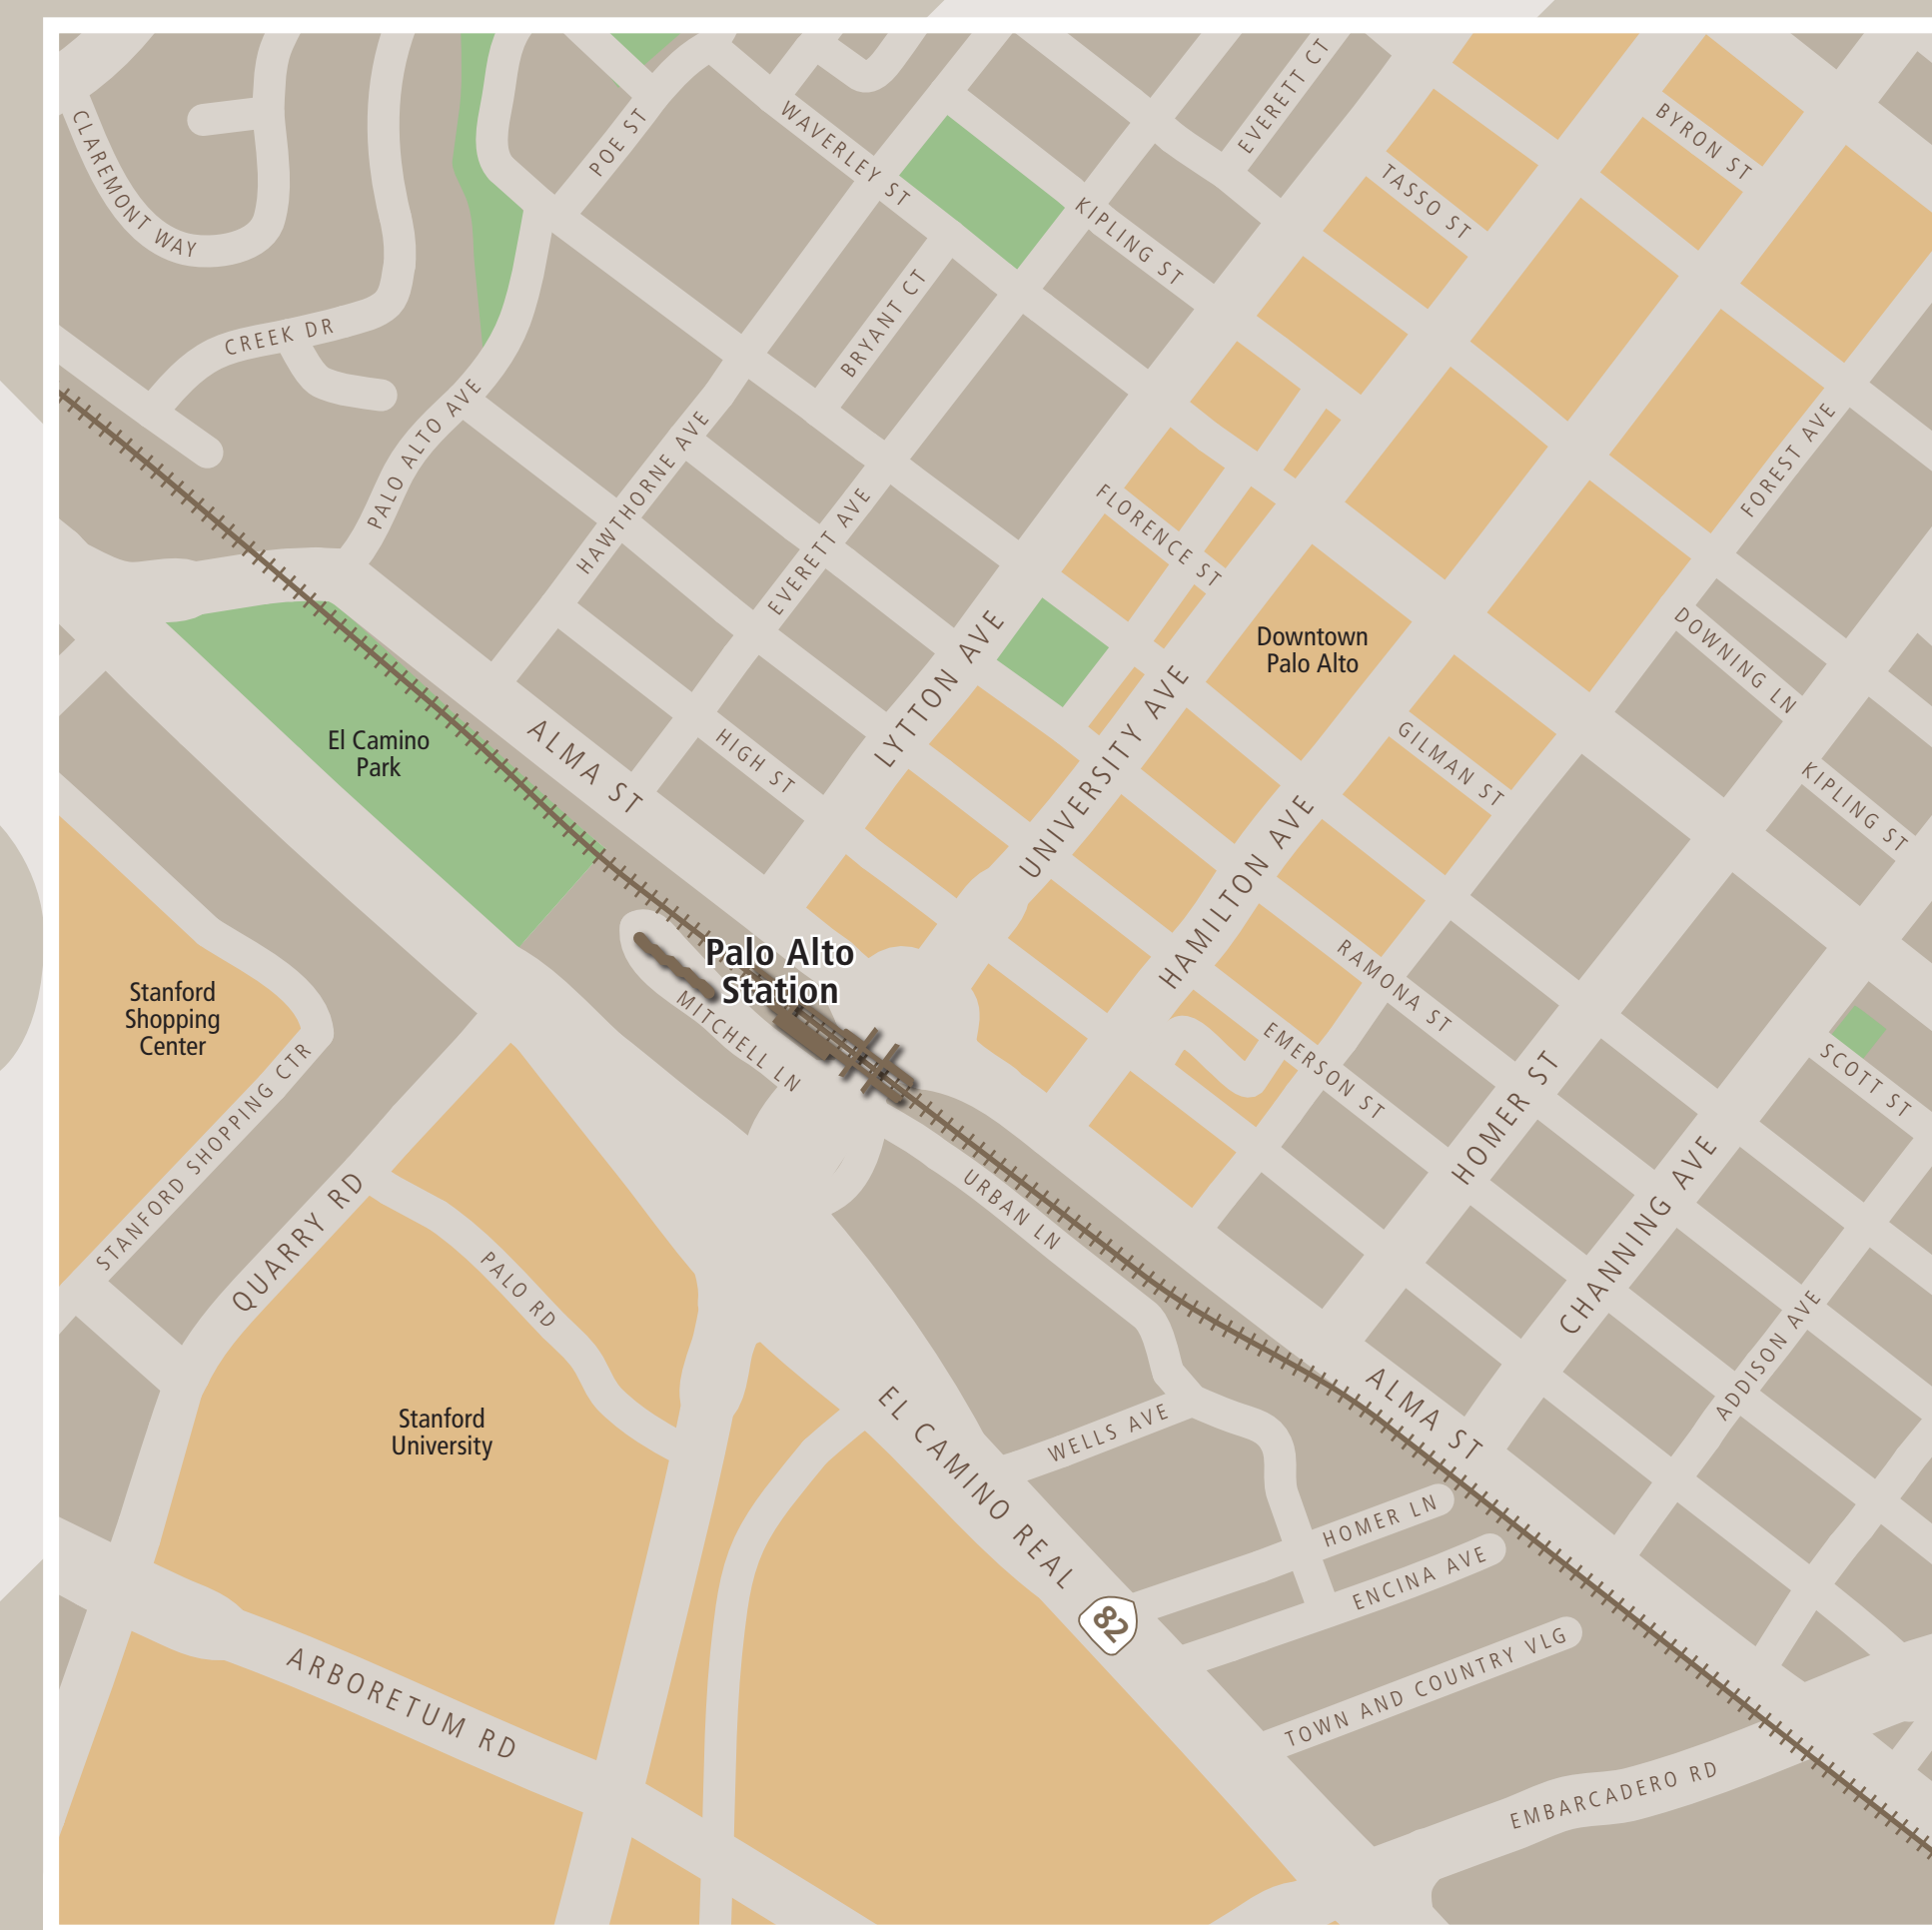 EVERETT CT
BYRON ST
CLAREMONT WAY
POE ST
WAVERLEY ST
TASSO ST
KIPLING ST
CREEK DR
BRYANT CT
PALO ALTO AVE
HAWTHORNE AVE
FOREST AVE
EVERETT AVE
FLORENCE ST
LYTTON AVE
Downtown
Palo Alto
DOWNING LN
UNIVERSITY AVE
El Camino
Park
ALMA ST
HIGH ST
GILMAN ST
KIPLING ST
HAMILTON AVE
Palo Alto
Station
RAMONA ST
Stanford
Shopping
Center
MITCHELL LN
EMERSON ST
SCOTT ST
STANFORD SHOPPING CTR
HOMER ST
QUARRY RD
URBAN LN
CHANNING AVE
PALO RD
ADDISON AVE
ALMA ST
Stanford
University
EL CAMINO REAL
WELLS AVE
HOMER LN
ENCINA AVE
82
TOWN AND COUNTRY VLG
ARBORETUM RD
EMBARCADERO RD